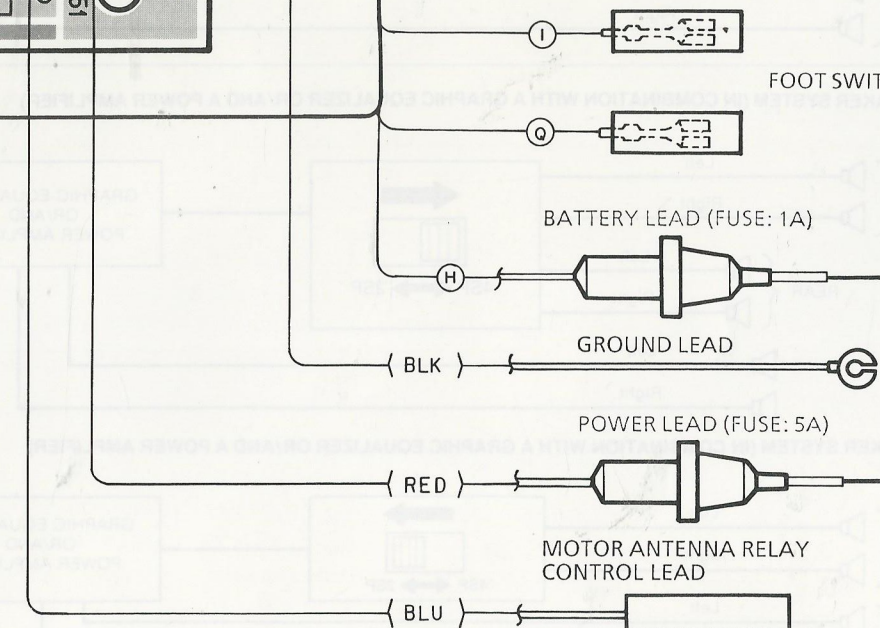 51
I
FOOT SWIT
Q
BATTERY LEAD (FUSE: 1A)
H
GROUND LEAD
BLK
POWER LEAD (FUSE: 5A)
RED
MOTOR ANTENNA RELAY
CONTROL LEAD
BLU